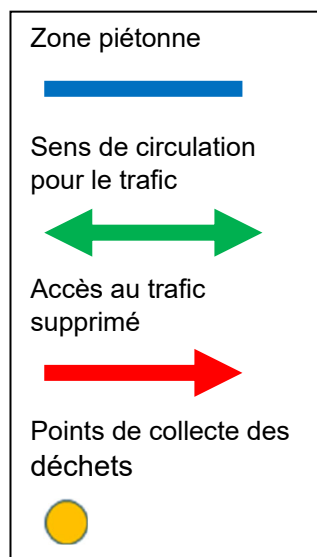 Zone piétonne
Sens de circulation
pour le trafic
Accès au trafic
supprimé
Points de collecte des
déchets